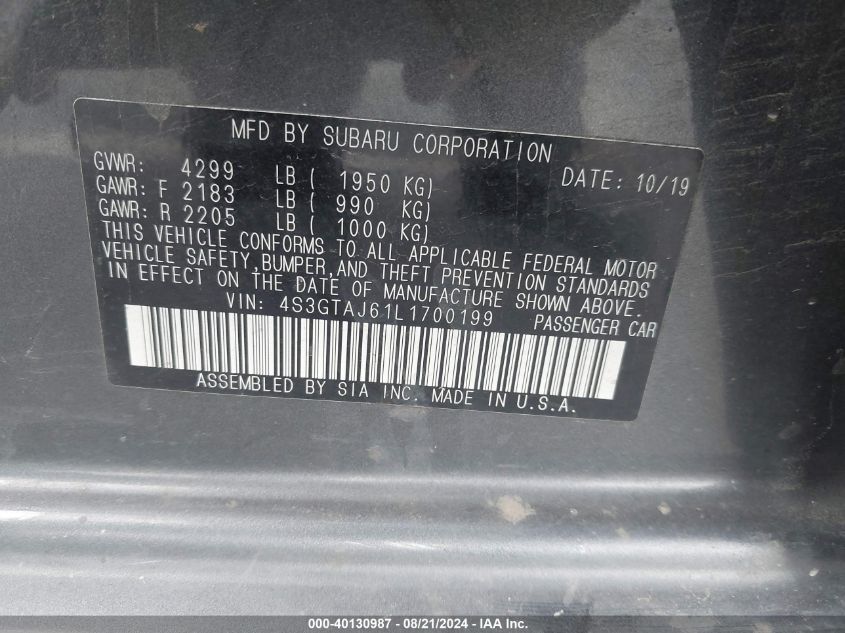 MFD BY SUBARU CORPORATION
GVWR: 4299 LB ( 1950 KG) DATE: 10/19
GAWR: F 2183 LB ( 990 KG)
GAWR: R 2205 LB ( 1000 KG)
THIS VEHICLE CONFORMS TO ALL APPLICABLE FEDERAL MOTOR
VEHICLE SAFETY,BUMPER,AND THEFT PREVENTION STANDARDS
IN EFFECT ON THE DATE OF MANUFACTURE SHOWN ABOVE.
VIN: 4S3GTAJ61L1700199 PASSENGER CAR
ASSEMBLED BY SIA INC. MADE IN U.S.A.
000-40130987 - 08/21/2024 - IAA Inc.